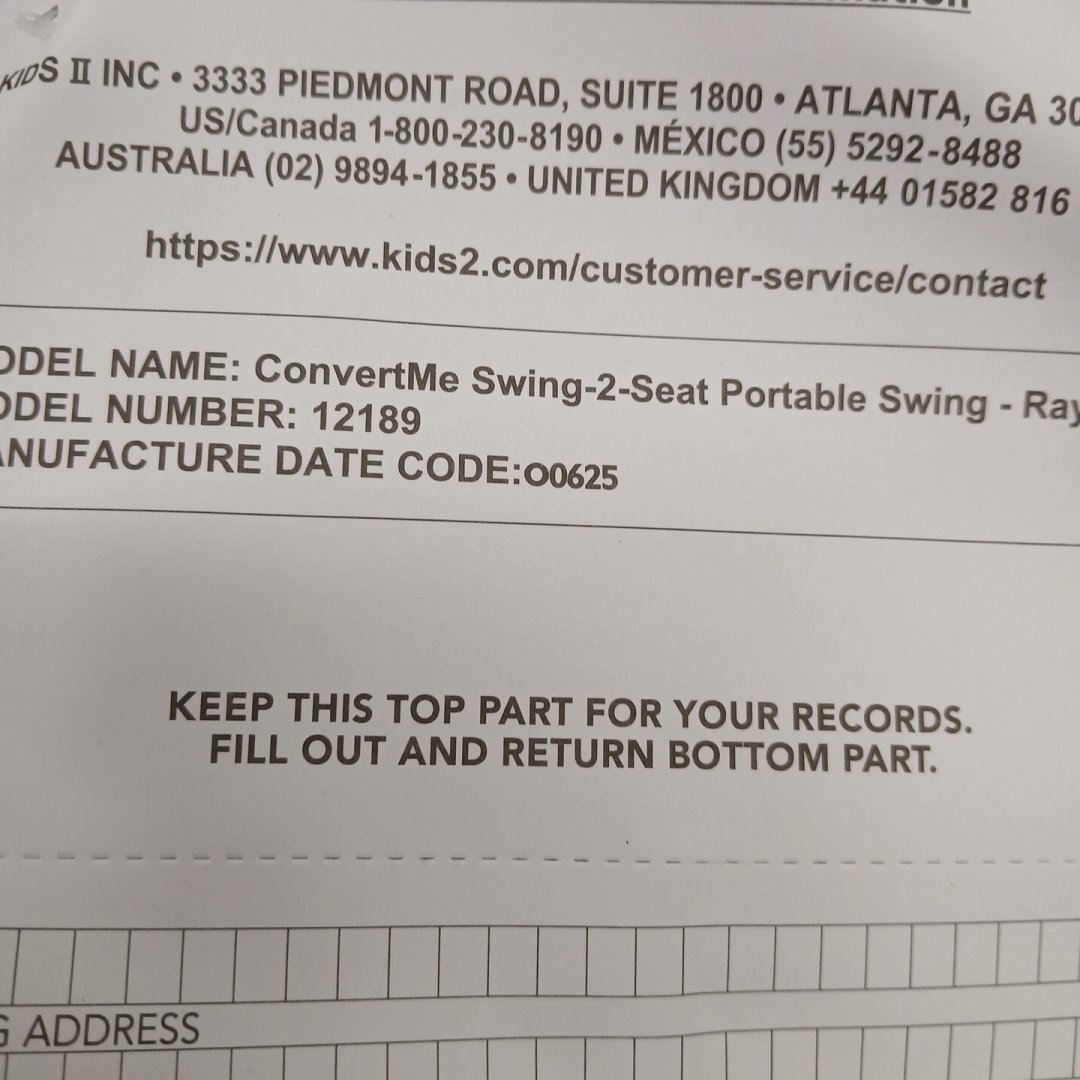 KIDS II INC • 3333 PIEDMONT ROAD, SUITE 1800 • ATLANTA, GA 30
US/Canada 1-800-230-8190 • MÉXICO (55) 5292-8488
AUSTRALIA (02) 9894-1855 • UNITED KINGDOM +44 01582 816
https://www.kids2.com/customer-service/contact
ODEL NAME: ConvertMe Swing-2-Seat Portable Swing - Ray
ODEL NUMBER: 12189
ANUFACTURE DATE CODE:O0625
KEEP THIS TOP PART FOR YOUR RECORDS.
FILL OUT AND RETURN BOTTOM PART.
G ADDRESS